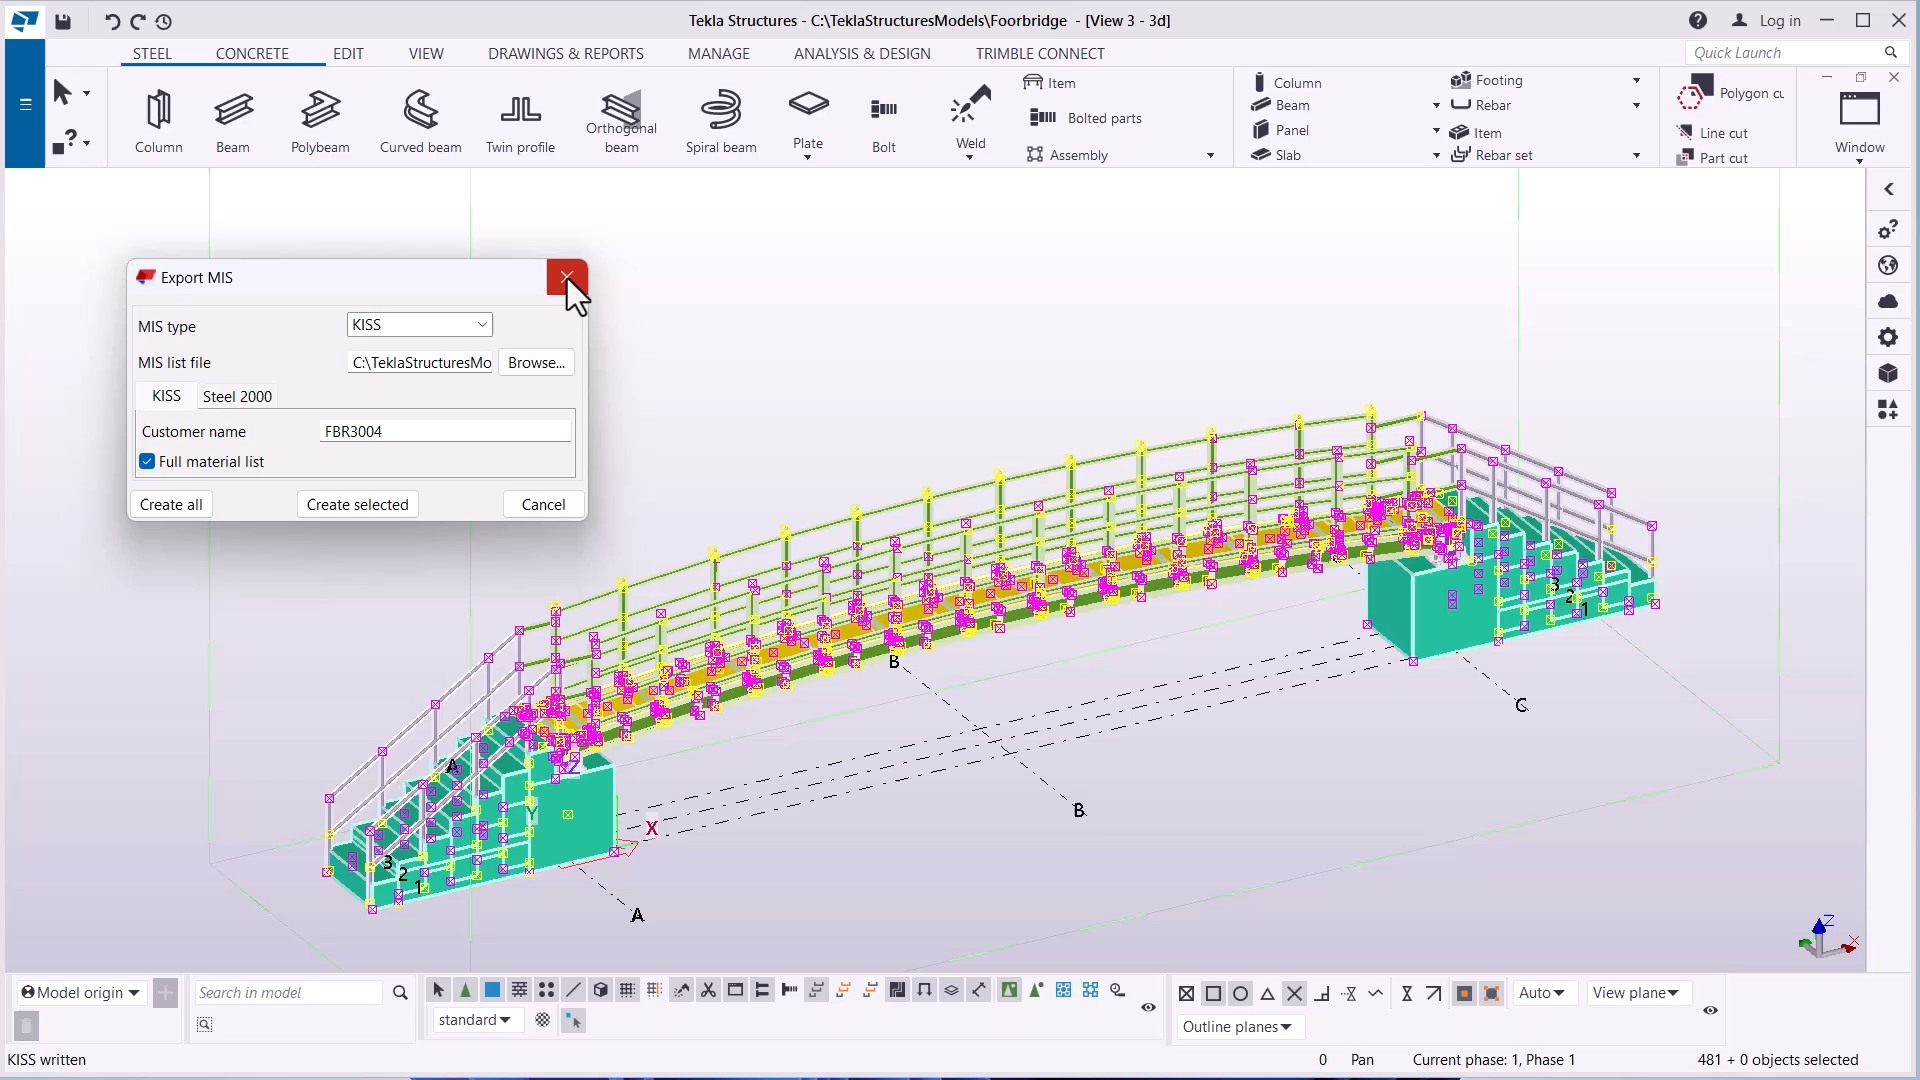 Tekla Structures - C:\TeklaStructuresModels\Foorbridge - [View 3 - 3d]
Log in
STEEL CONCRETE EDIT VIEW DRAWINGS & REPORTS MANAGE ANALYSIS & DESIGN TRIMBLE CONNECT
Quick Launch
Column
Beam
Polybeam
Curved beam
Twin profile
Orthogonal
beam
Spiral beam
Plate
Bolt
Weld
Item
Bolted parts
Assembly
Column
Beam
Panel
Slab
Footing
Rebar
Item
Rebar set
Polygon cu
Line cut
Part cut
Window
Export MIS
MIS type KISS
MIS list file C:\TeklaStructuresMo Browse...
KISS Steel 2000
Customer name FBR3004
Full material list
Create all Create selected Cancel
3
2
1
B
C
A
Z
Y
X
B
3
2
1
A
Z
X
Model origin
Search in model
standard
Auto
View plane
Outline planes
KISS written
0 Pan Current phase: 1, Phase 1 481 + 0 objects selected